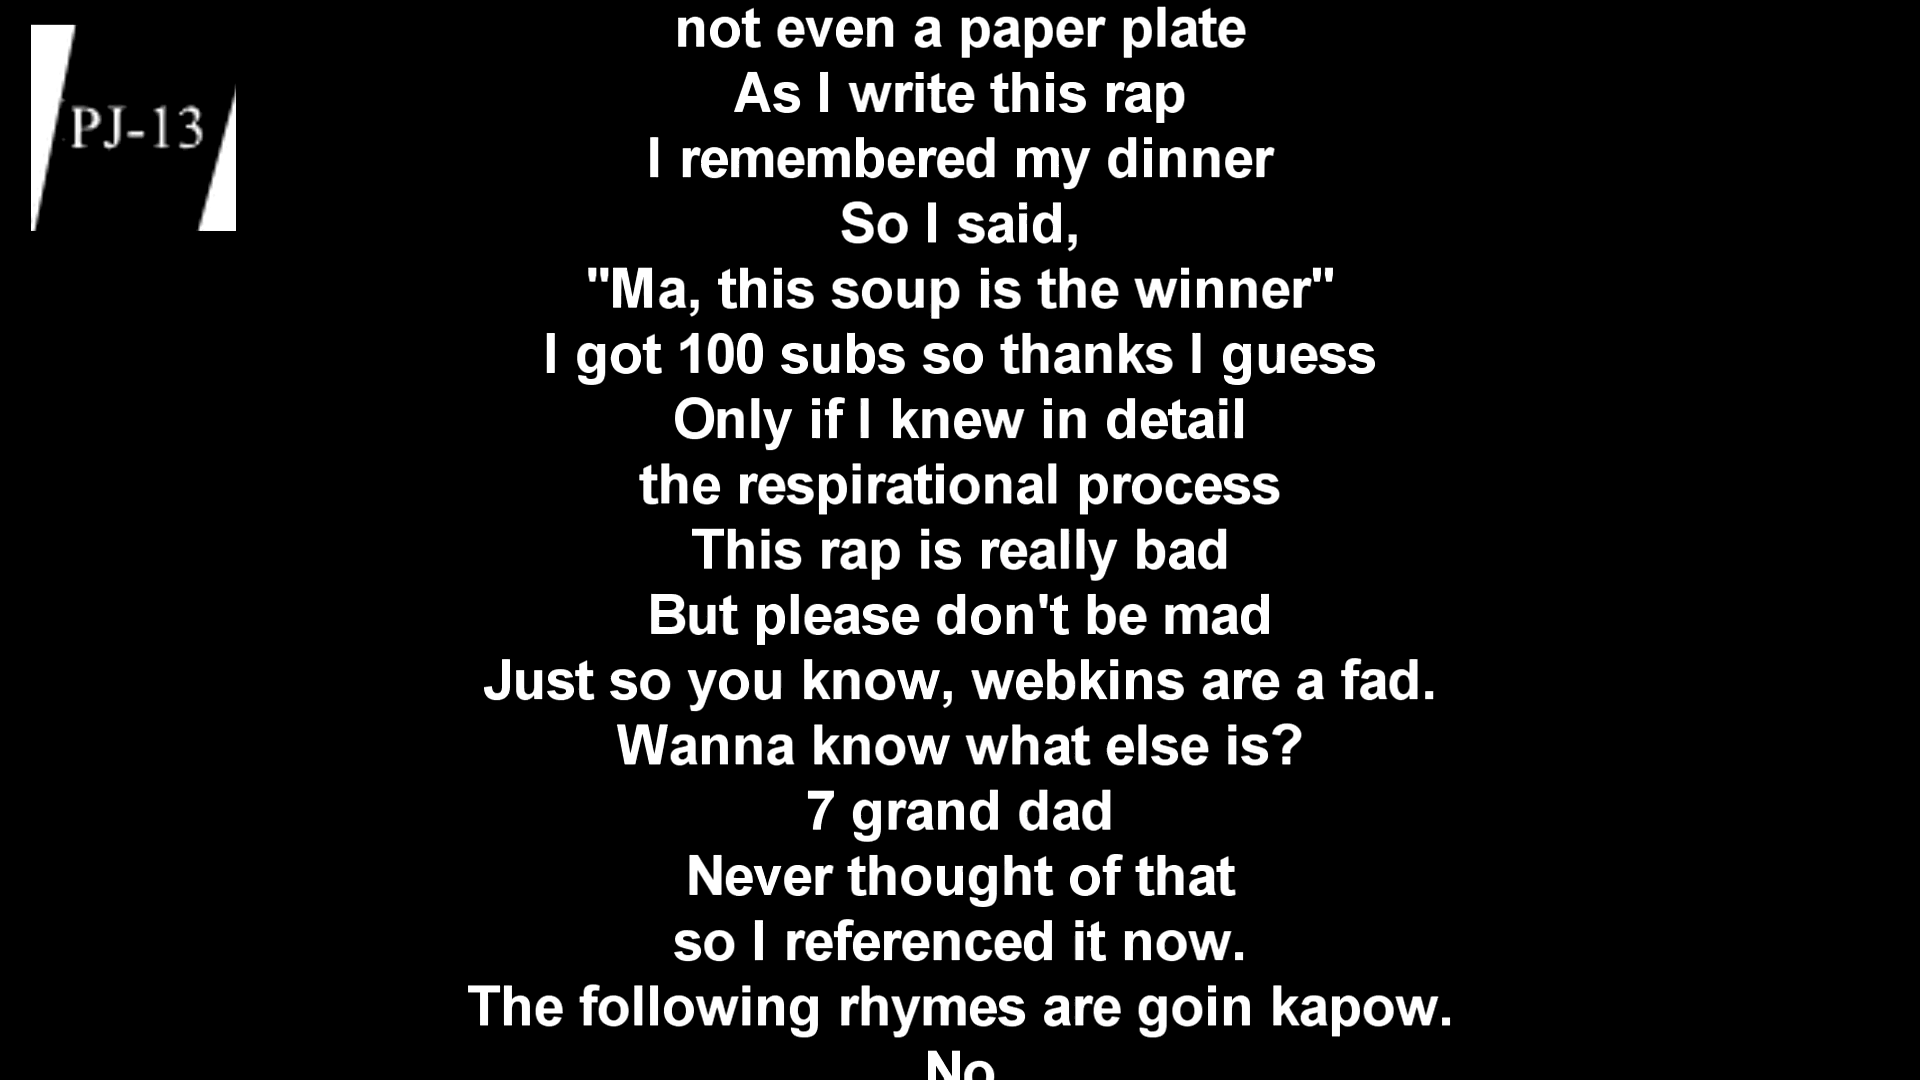 PJ-13
not even a paper plate
As I write this rap
I remembered my dinner
So I said,
"Ma, this soup is the winner"
I got 100 subs so thanks I guess
Only if I knew in detail
the respirational process
This rap is really bad
But please don't be mad
Just so you know, webkins are a fad.
Wanna know what else is?
7 grand dad
Never thought of that
so I referenced it now.
The following rhymes are goin kapow.
No